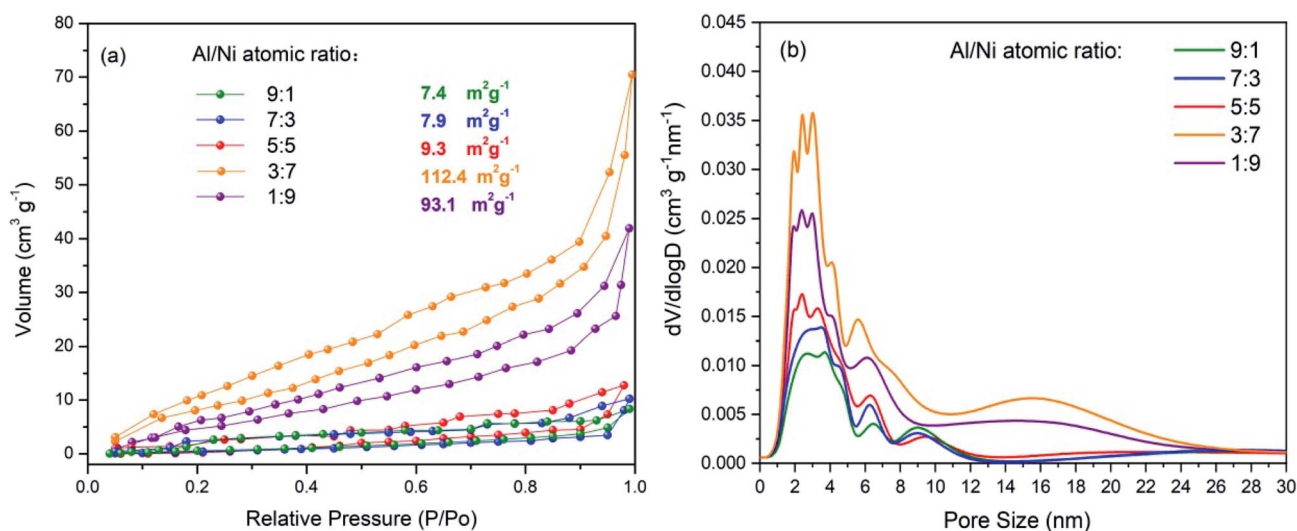 (a)
Al/Ni atomic ratio：
9:1 7.4 m²g⁻¹
7:3 7.9 m²g⁻¹
5:5 9.3 m²g⁻¹
3:7 112.4 m²g⁻¹
1:9 93.1 m²g⁻¹
Volume (cm³ g⁻¹)
80
70
60
50
40
30
20
10
0
0.0 0.2 0.4 0.6 0.8 1.0
Relative Pressure (P/Po)
(b)
Al/Ni atomic ratio:
9:1
7:3
5:5
3:7
1:9
dV/dlogD (cm³ g⁻¹nm⁻¹)
0.045
0.040
0.035
0.030
0.025
0.020
0.015
0.010
0.005
0.000
0 2 4 6 8 10 12 14 16 18 20 22 24 26 28 30
Pore Size (nm)